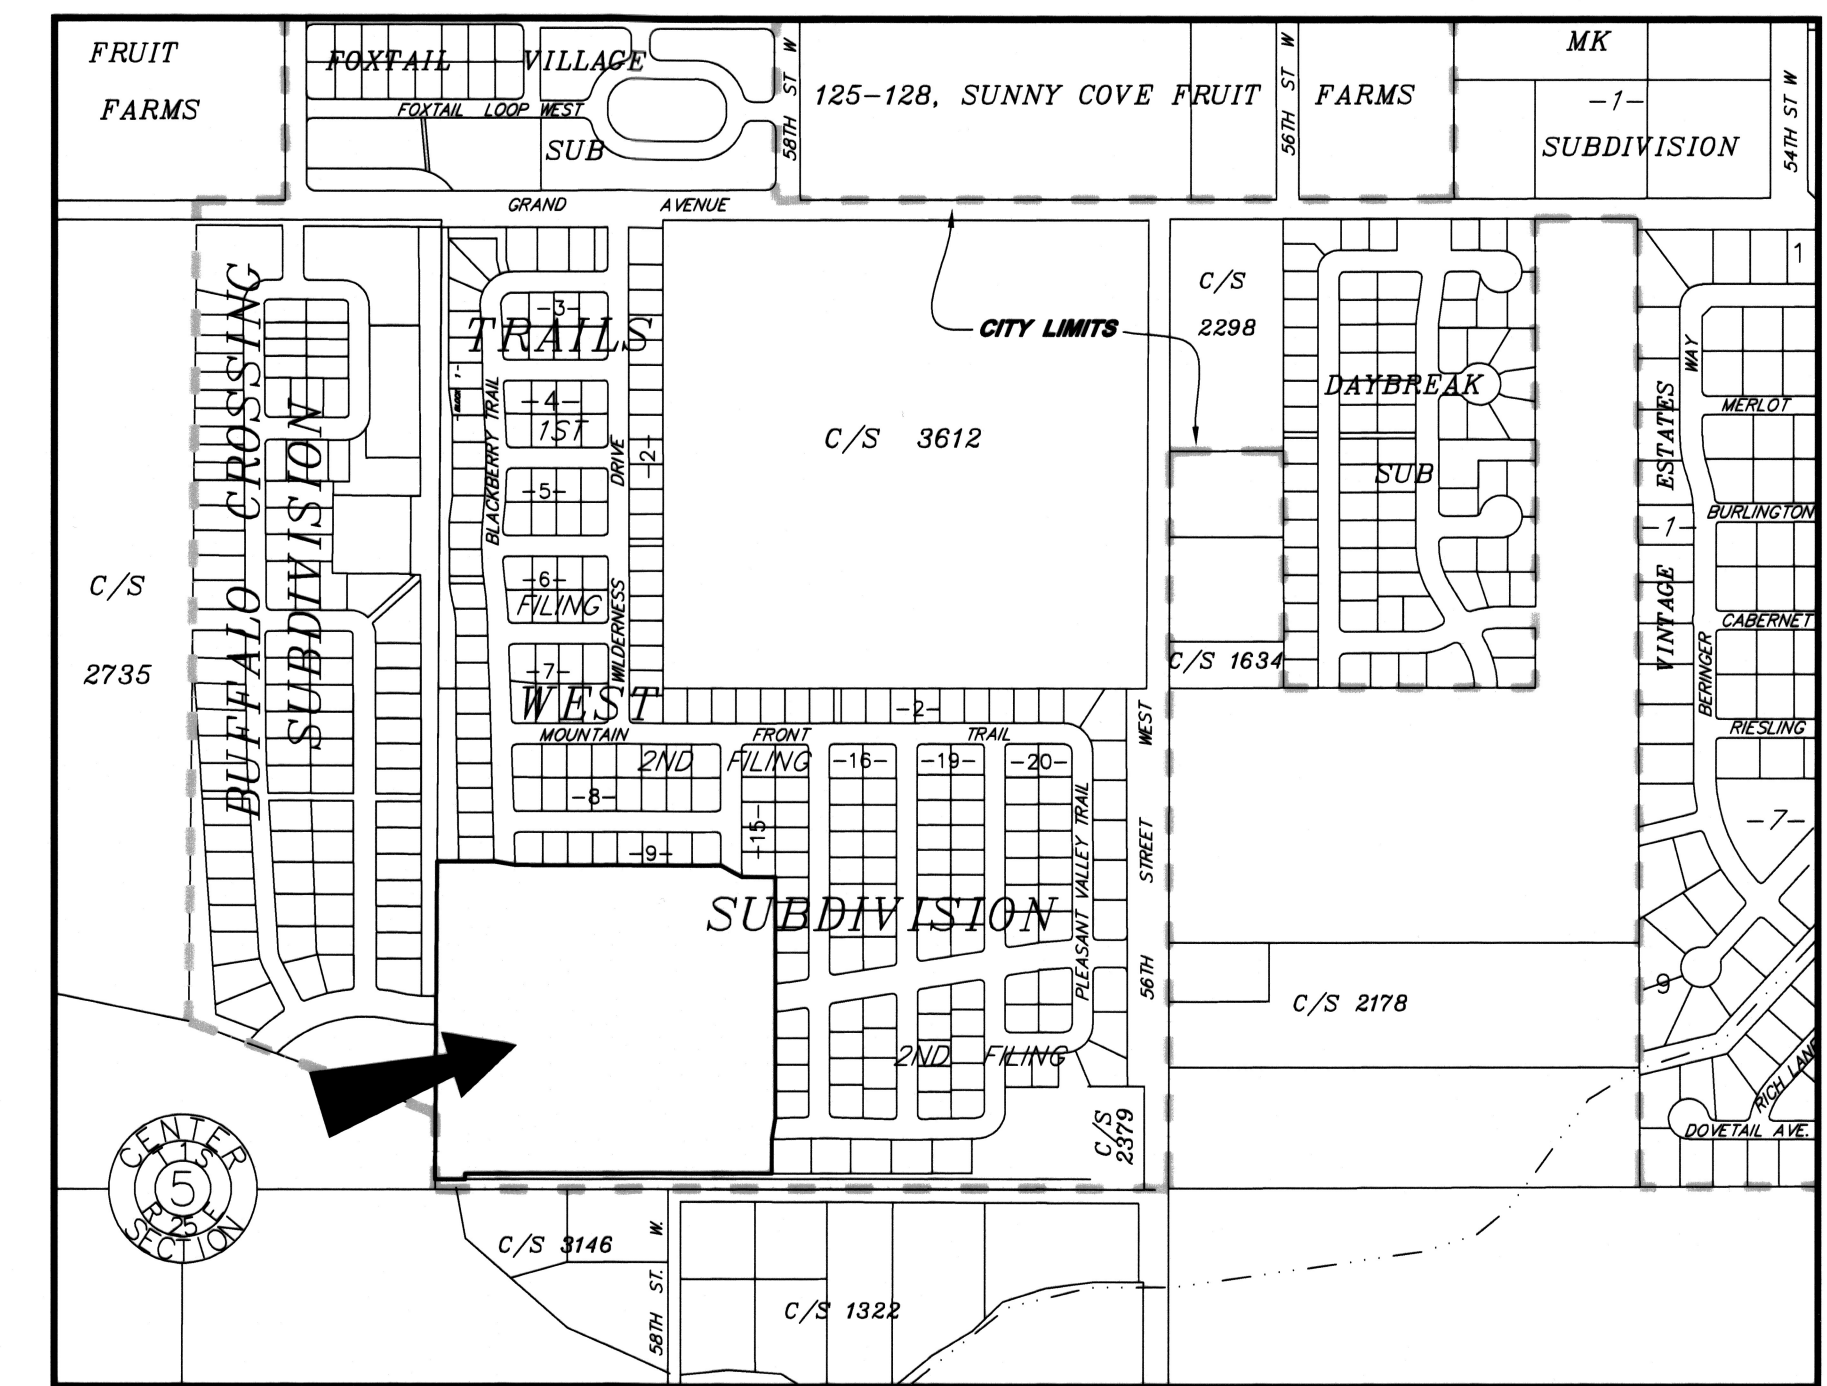 FRUIT
FARMS
FOXTAIL VILLAGE
FOXTAIL LOOP WEST
SUB
58TH ST W
125-128, SUNNY COVE FRUIT FARMS
56TH ST W
MK
-1-
SUBDIVISION
54TH ST W
GRAND AVENUE
BUFFALO CROSSING
SUBDIVISION
C/S
2735
TRAILS
-3-
-4-
1ST
-5-
-6-
FILING
-7-
WEST
BLACKBERRY TRAIL
WILDERNESS DRIVE
-2-
C/S 3612
CITY LIMITS
C/S
2298
C/S 1634
DAYBREAK
SUB
VINTAGE ESTATES
-1-
1
WAY
BERINGER
MERLOT
BURLINGTON
CABERNET
RIESLING
-7-
9
RICH LANE
DOVETAIL AVE.
-2-
MOUNTAIN FRONT TRAIL
2ND FILING
-8-
-9-
-15-
-16-
-19-
-20-
SUBDIVISION
PLEASANT VALLEY TRAIL
56TH STREET WEST
2ND FILING
C/S
2379
C/S 2178
CENTER
1 S
5
R 25 E
SECTION
C/S 3146
58TH ST. W.
C/S 1322